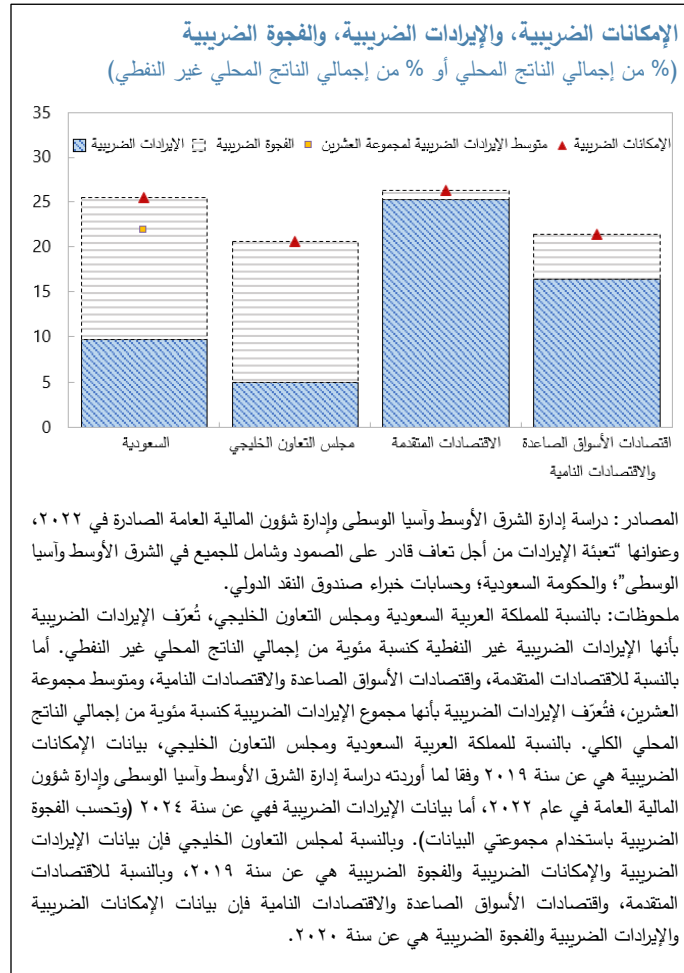 الإمكانات الضريبية، والإيرادات الضريبية، والفجوة الضريبية
(% من إجمالي الناتج المحلي أو % من إجمالي الناتج المحلي غير النفطي)
35
الإيرادات الضريبية الفجوة الضريبية متوسط الإيرادات الضريبية لمجموعة العشرين الإمكانات الضريبية
30
25
20
15
10
5
0
السعودية
مجلس التعاون الخليجي
الاقتصادات المتقدمة
اقتصادات الأسواق الصاعدة
والاقتصادات النامية
المصادر: دراسة إدارة الشرق الأوسط وآسيا الوسطى وإدارة شؤون المالية العامة الصادرة في ٢٠٢٢،
وعنوانها "تعبئة الإيرادات من أجل تعاف قادر على الصمود وشامل للجميع في الشرق الأوسط وآسيا
الوسطى"؛ والحكومة السعودية؛ وحسابات خبراء صندوق النقد الدولي.
ملحوظات: بالنسبة للمملكة العربية السعودية ومجلس التعاون الخليجي، تُعرّف الإيرادات الضريبية
بأنها الإيرادات الضريبية غير النفطية كنسبة مئوية من إجمالي الناتج المحلي غير النفطي. أما
بالنسبة للاقتصادات المتقدمة، واقتصادات الأسواق الصاعدة والاقتصادات النامية، ومتوسط مجموعة
العشرين، فتُعرّف الإيرادات الضريبية بأنها مجموع الإيرادات الضريبية كنسبة مئوية من إجمالي الناتج
المحلي الكلي. بالنسبة للمملكة العربية السعودية ومجلس التعاون الخليجي، بيانات الإمكانات
الضريبية هي عن سنة ٢٠١٩ وفقا لما أوردته دراسة إدارة الشرق الأوسط وآسيا الوسطى وإدارة شؤون
المالية العامة في عام ٢٠٢٢، أما بيانات الإيرادات الضريبية فهي عن سنة ٢٠٢٤ (وتحسب الفجوة
الضريبية باستخدام مجموعتي البيانات). وبالنسبة لمجلس التعاون الخليجي فإن بيانات الإيرادات
الضريبية والإمكانات الضريبية والفجوة الضريبية هي عن سنة ٢٠١٩، وبالنسبة للاقتصادات
المتقدمة، واقتصادات الأسواق الصاعدة والاقتصادات النامية فإن بيانات الإمكانات الضريبية
والإيرادات الضريبية والفجوة الضريبية هي عن سنة ٢٠٢٠.